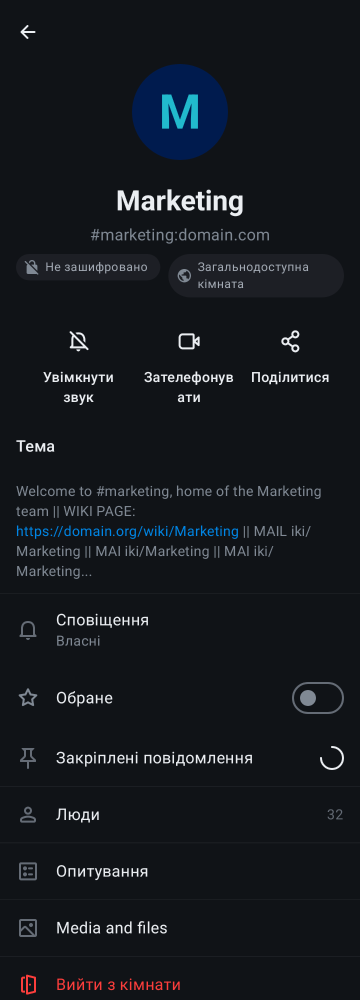 M
Marketing
#marketing:domain.com
Не зашифровано
Загальнодоступна
кімната
Увімкнути
звук
Зателефонув
ати
Поділитися
Тема
Welcome to #marketing, home of the Marketing
team || WIKI PAGE:
https://domain.org/wiki/Marketing || MAIL iki/
Marketing || MAI iki/Marketing || MAI iki/
Marketing...
Сповіщення
Власні
Обране
Закріплені повідомлення
Люди
32
Опитування
Media and files
Вийти з кімнати